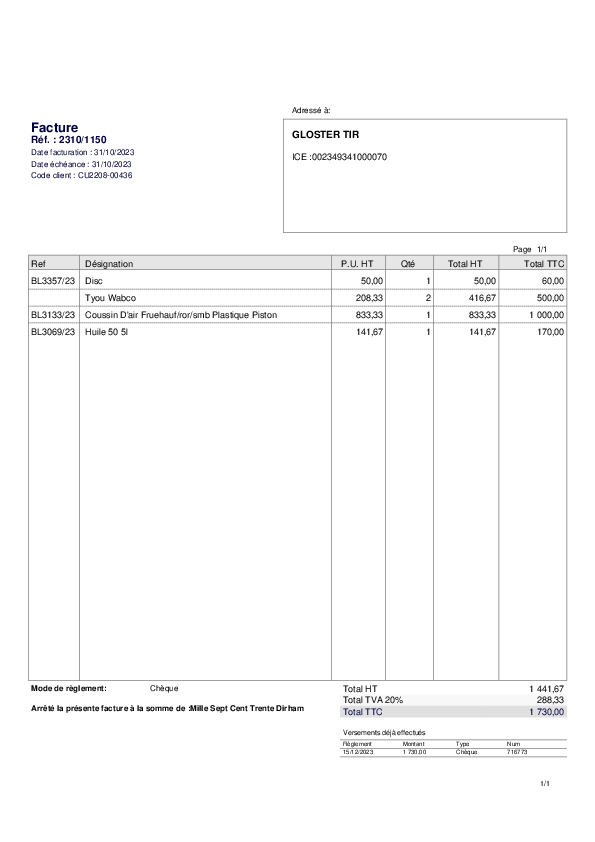 Adressé à:
Facture
Réf. : 2310/1150
Date facturation : 31/10/2023
Date échéance : 31/10/2023
Code client : CU2208-00436
GLOSTER TIR
ICE :002349341000070
Page 1/1
Ref Désignation P.U. HT Qté Total HT Total TTC
BL3357/23 Disc 50,00 1 50,00 60,00
Tyou Wabco 208,33 2 416,67 500,00
BL3133/23 Coussin D'air Fruehauf/ror/smb Plastique Piston 833,33 1 833,33 1 000,00
BL3069/23 Huile 50 5l 141,67 1 141,67 170,00
Mode de règlement: Chèque
Total HT 1 441,67
Total TVA 20% 288,33
Total TTC 1 730,00
Arrêté la présente facture à la somme de :Mille Sept Cent Trente Dirham
Versements déjà effectués
Règlement Montant Type Num
15/12/2023 1 730,00 Chèque 716773
1/1